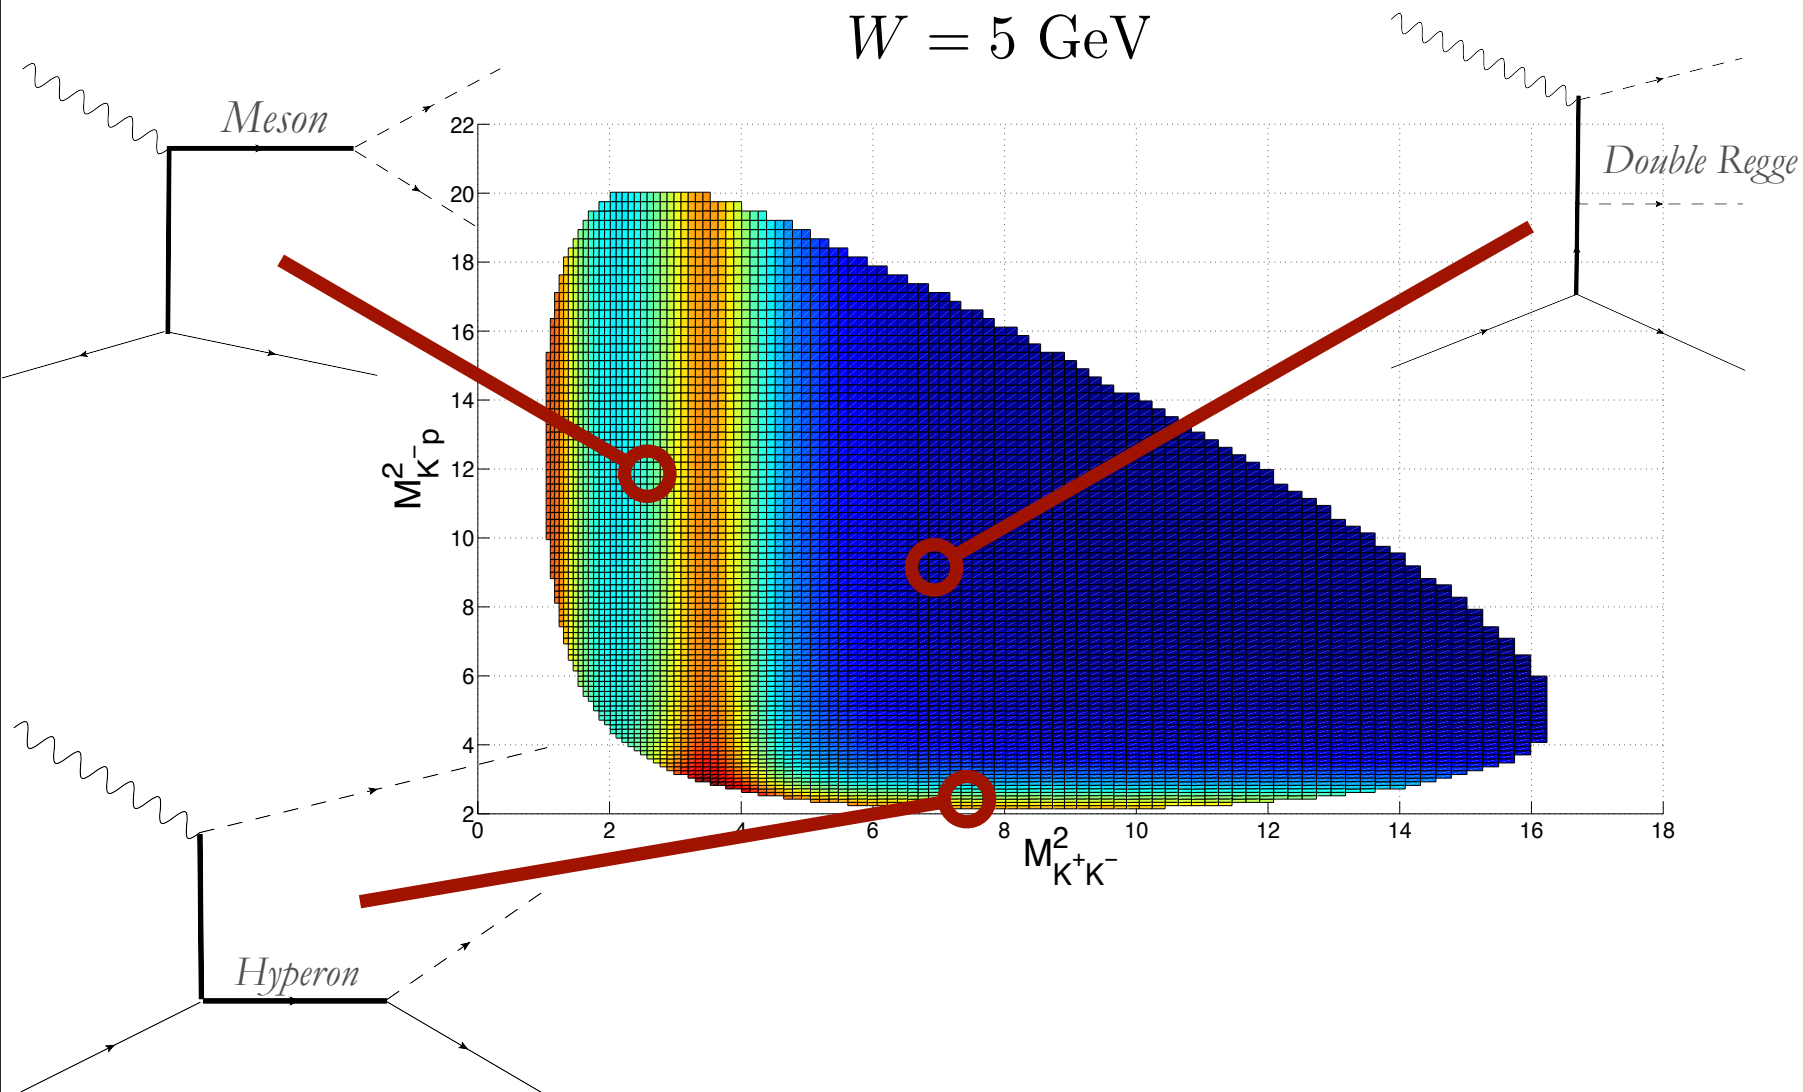 W = 5 GeV
Meson
Double Regge
22
20
18
16
14
12
10
8
6
4
2
M²K⁻p
0 2 4 6 8 10 12 14 16 18
M²K⁺K⁻
Hyperon